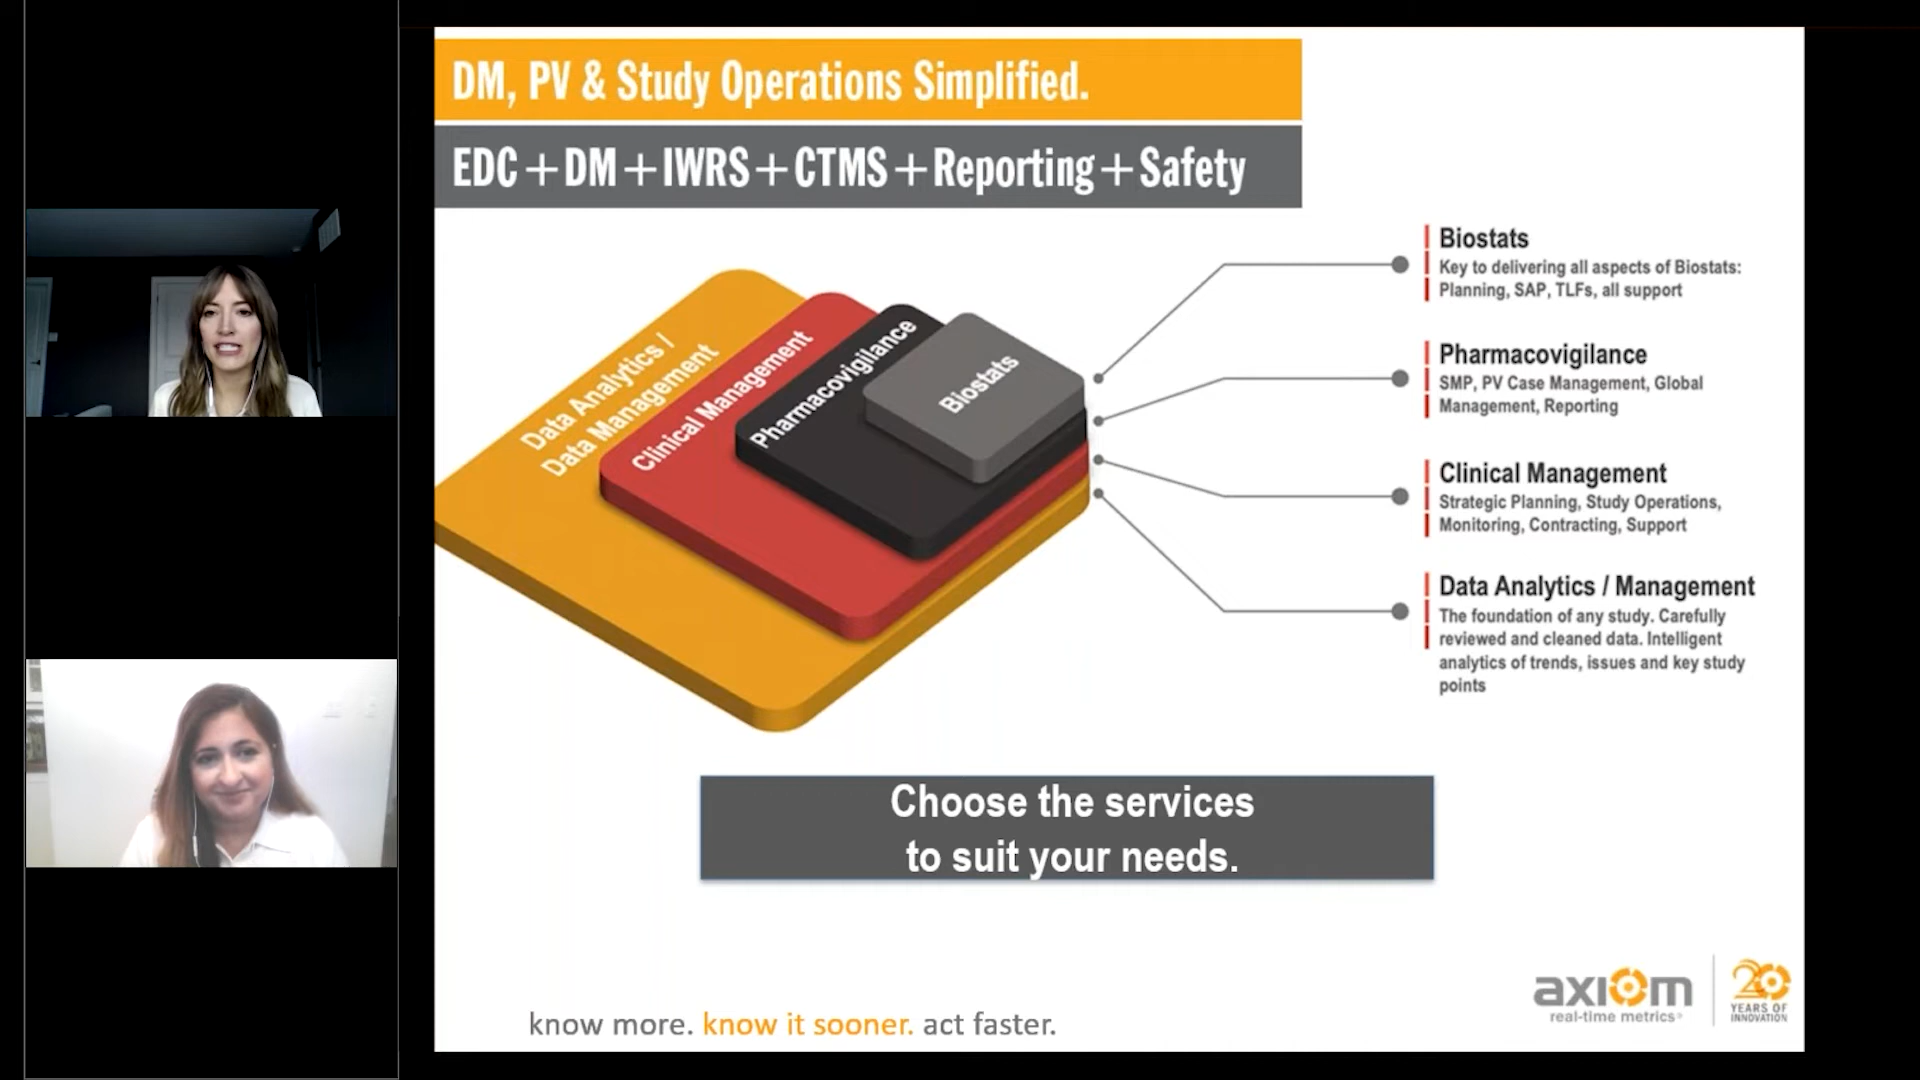 DM, PV & Study Operations Simplified.
EDC + DM + IWRS + CTMS + Reporting + Safety
Data Analytics /
Data Management
Clinical Management
Pharmacovigilance
Biostats
Biostats
Key to delivering all aspects of Biostats:
Planning, SAP, TLFs, all support
Pharmacovigilance
SMP, PV Case Management, Global
Management, Reporting
Clinical Management
Strategic Planning, Study Operations,
Monitoring, Contracting, Support
Data Analytics / Management
The foundation of any study. Carefully
reviewed and cleaned data. Intelligent
analytics of trends, issues and key study
points
Choose the services
to suit your needs.
know more. know it sooner. act faster.
axiom
real-time metrics
20
YEARS OF
INNOVATION